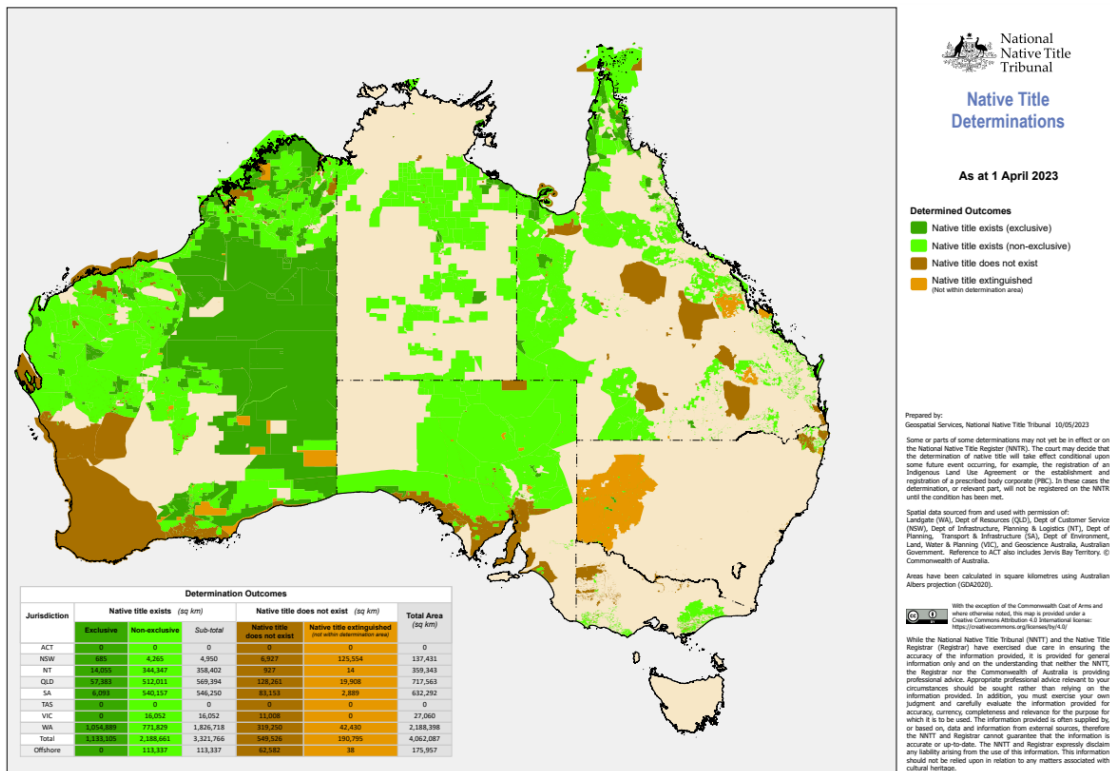 National
Native Title
Tribunal
Native Title
Determinations
As at 1 April 2023
Determined Outcomes
Native title exists (exclusive)
Native title exists (non-exclusive)
Native title does not exist
Native title extinguished
(Not within determination area)
Prepared by:
Geospatial Services, National Native Title Tribunal 10/05/2023
Some or parts of some determinations may not yet be in effect or on
the National Native Title Register (NNTR). The court may decide that
the determination of native title will take effect conditional upon
some future event occurring, for example, the registration of an
Indigenous Land Use Agreement or the establishment and
registration of a prescribed body corporate (PBC). In these cases the
determination, or relevant part, will not be registered on the NNTR
until the condition has been met.
Spatial data sourced from and used with permission of:
Landgate (WA), Dept of Resources (QLD), Dept of Customer Service
(NSW), Dept of Infrastructure, Planning & Logistics (NT), Dept of
Planning, Transport & Infrastructure (SA), Dept of Environment,
Land, Water & Planning (VIC), and Geoscience Australia, Australian
Government. Reference to ACT also includes Jervis Bay Territory. ©
Commonwealth of Australia.
Areas have been calculated in square kilometres using Australian
Albers projection (GDA2020).
With the exception of the Commonwealth Coat of Arms and
where otherwise noted, this map is provided under a
Creative Commons Attribution 4.0 International license:
https://creativecommons.org/licenses/by/4.0/
While the National Native Title Tribunal (NNTT) and the Native Title
Registrar (Registrar) have exercised due care in ensuring the
accuracy of the information provided, it is provided for general
information only and on the understanding that neither the NNTT,
the Registrar nor the Commonwealth of Australia is providing
professional advice. Appropriate professional advice relevant to your
circumstances should be sought rather than relying on the
information provided. In addition, you must exercise your own
judgment and carefully evaluate the information provided for
accuracy, currency, completeness and relevance for the purpose for
which it is to be used. The information provided is often supplied by,
or based on, data and information from external sources, therefore
the NNTT and Registrar cannot guarantee that the information is
accurate or up-to-date. The NNTT and Registrar expressly disclaim
any liability arising from the use of this information. This information
should not be relied upon in relation to any matters associated with
cultural heritage.
Determination Outcomes
Jurisdiction Native title exists (sq km) Native title does not exist (sq km) Total Area (sq km)
Exclusive Non-exclusive Sub-total Native title does not exist Native title extinguished (not within determination area)
ACT 0 0 0 0 0 0
NSW 685 4,265 4,950 6,927 125,554 137,431
NT 14,055 344,347 358,402 927 14 359,343
QLD 57,383 512,011 569,394 128,261 19,908 717,563
SA 6,093 540,157 546,250 83,153 2,889 632,292
TAS 0 0 0 0 0 0
VIC 0 16,052 16,052 11,008 0 27,060
WA 1,054,889 771,829 1,826,718 319,250 42,430 2,188,398
Total 1,133,105 2,188,661 3,321,766 549,526 190,795 4,062,087
Offshore 0 113,337 113,337 62,582 38 175,957